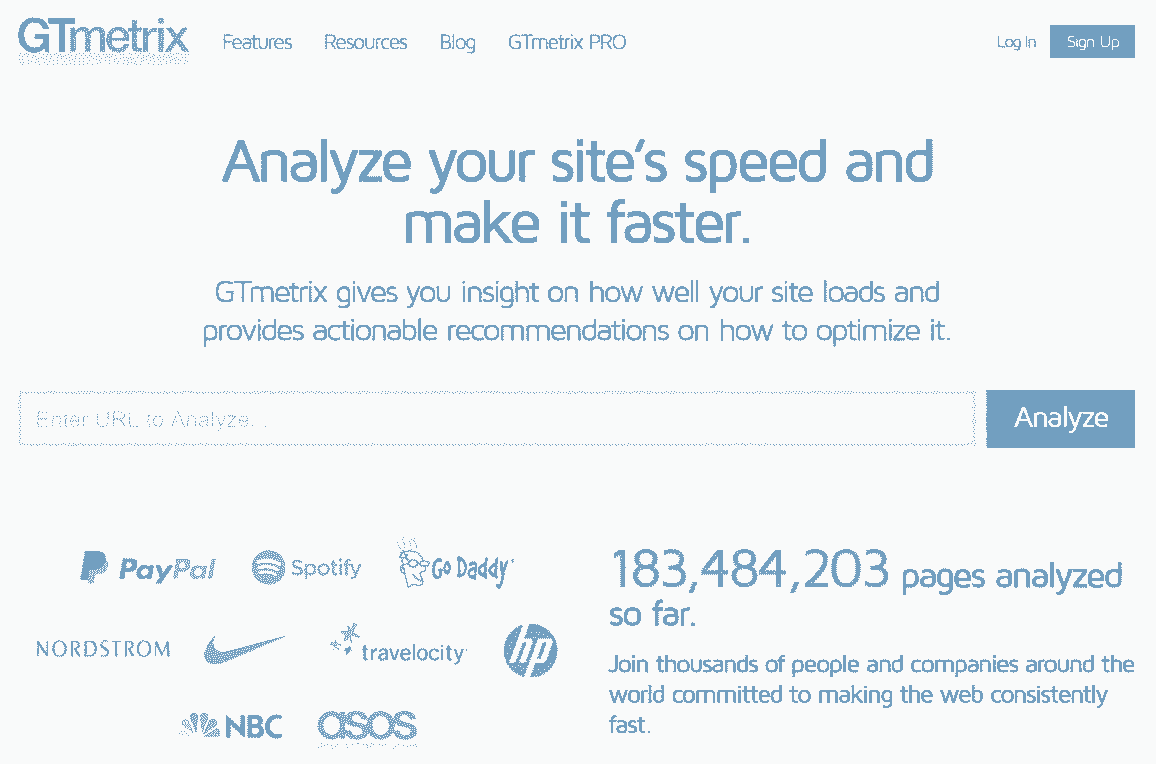 GTmetrix
Features Resources Blog GTmetrix PRO
Log In Sign Up
Analyze your site's speed and
make it faster.
GTmetrix gives you insight on how well your site loads and
provides actionable recommendations on how to optimize it.
Enter URL to Analyze...
Analyze
PayPal Spotify Go Daddy
NORDSTROM travelocity hp
NBC asos
183,484,203 pages analyzed
so far.
Join thousands of people and companies around the
world committed to making the web consistently
fast.